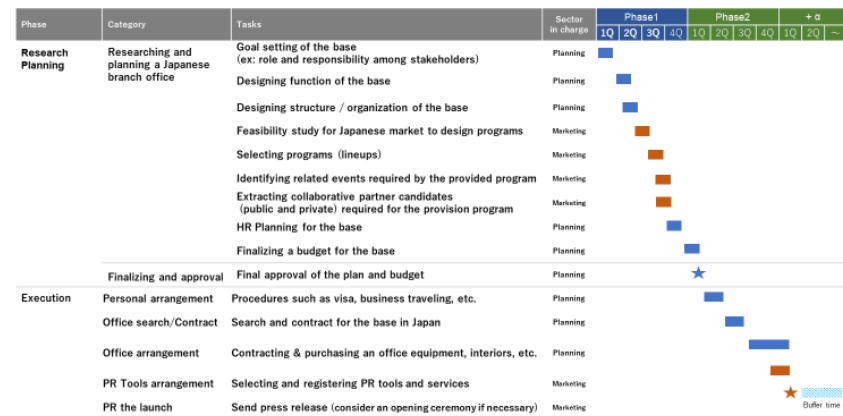 Phase Category Tasks Sector in charge Phase1 Phase2 + α
1Q 2Q 3Q 4Q 1Q 2Q 3Q 4Q 1Q 2Q ～
Research Planning Researching and planning a Japanese branch office Goal setting of the base
(ex: role and responsibility among stakeholders) Planning
Designing function of the base Planning
Designing structure / organization of the base Planning
Feasibility study for Japanese market to design programs Marketing
Selecting programs (lineups) Marketing
Identifying related events required by the provided program Marketing
Extracting collaborative partner candidates
(public and private) required for the provision program Marketing
HR Planning for the base Planning
Finalizing a budget for the base Planning
Finalizing and approval Final approval of the plan and budget Planning
Execution Personal arrangement Procedures such as visa, business traveling, etc. Planning
Office search/Contract Search and contract for the base in Japan Planning
Office arrangement Contracting & purchasing an office equipment, interiors, etc. Planning
PR Tools arrangement Selecting and registering PR tools and services Marketing
PR the launch Send press release (consider an opening ceremony if necessary) Marketing
Buffer time